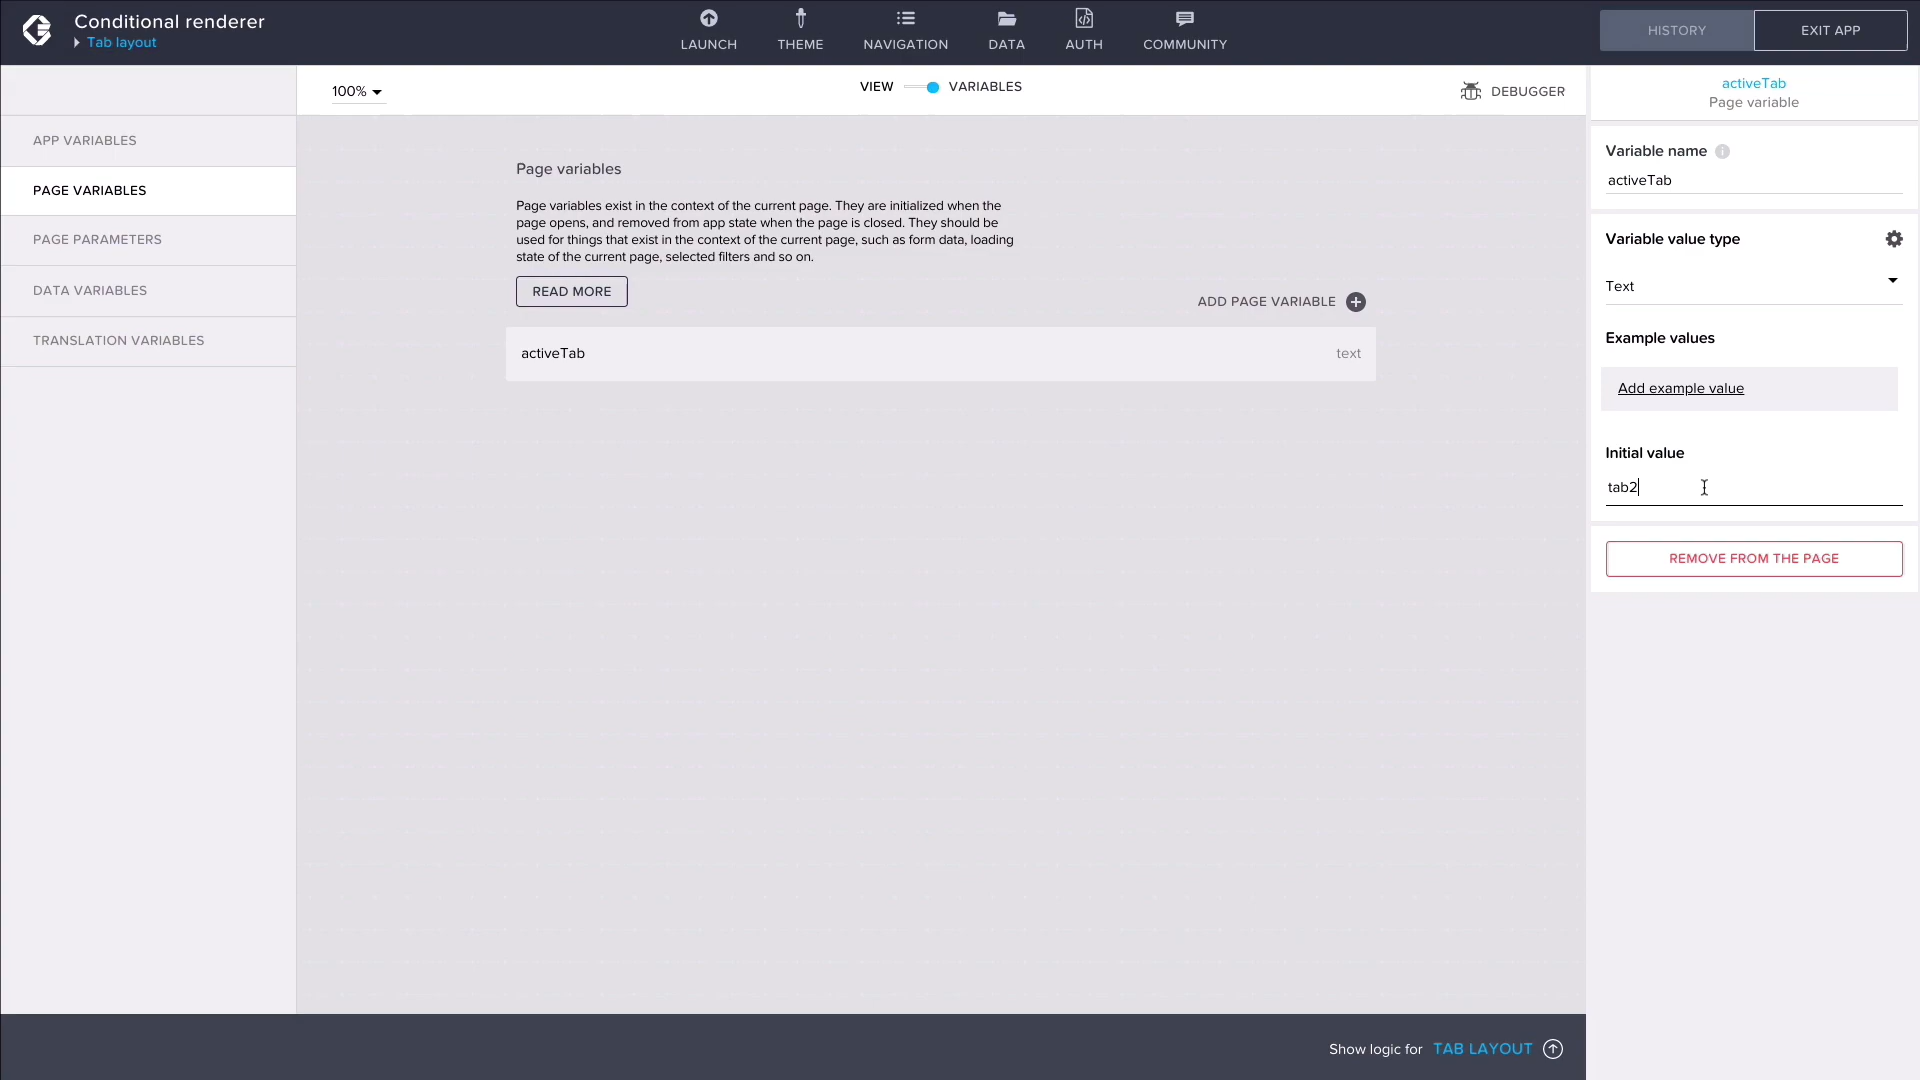 Conditional renderer
Tab layout
LAUNCH
THEME
NAVIGATION
DATA
AUTH
COMMUNITY
HISTORY
EXIT APP
100%
VIEW
VARIABLES
DEBUGGER
APP VARIABLES
PAGE VARIABLES
PAGE PARAMETERS
DATA VARIABLES
TRANSLATION VARIABLES
Page variables
Page variables exist in the context of the current page. They are initialized when the
page opens, and removed from app state when the page is closed. They should be
used for things that exist in the context of the current page, such as form data, loading
state of the current page, selected filters and so on.
READ MORE
ADD PAGE VARIABLE
activeTab
text
activeTab
Page variable
Variable name
activeTab
Variable value type
Text
Example values
Add example value
Initial value
tab2
REMOVE FROM THE PAGE
Show logic for TAB LAYOUT